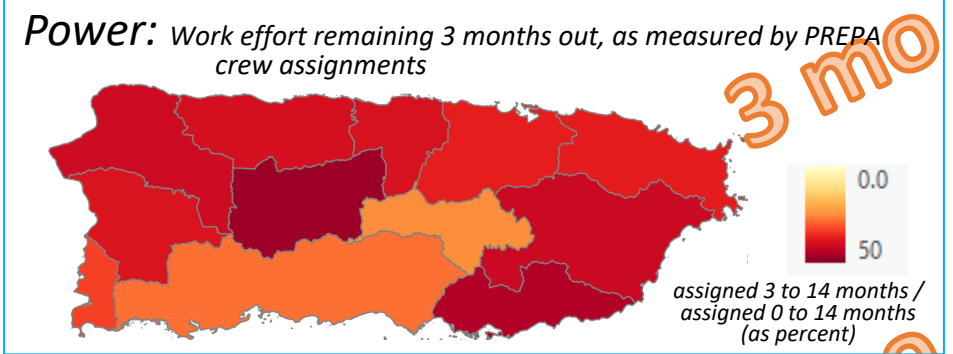 Power: Work effort remaining 3 months out, as measured by PREPA
crew assignments
3 mo
0.0
50
assigned 3 to 14 months /
assigned 0 to 14 months
(as percent)